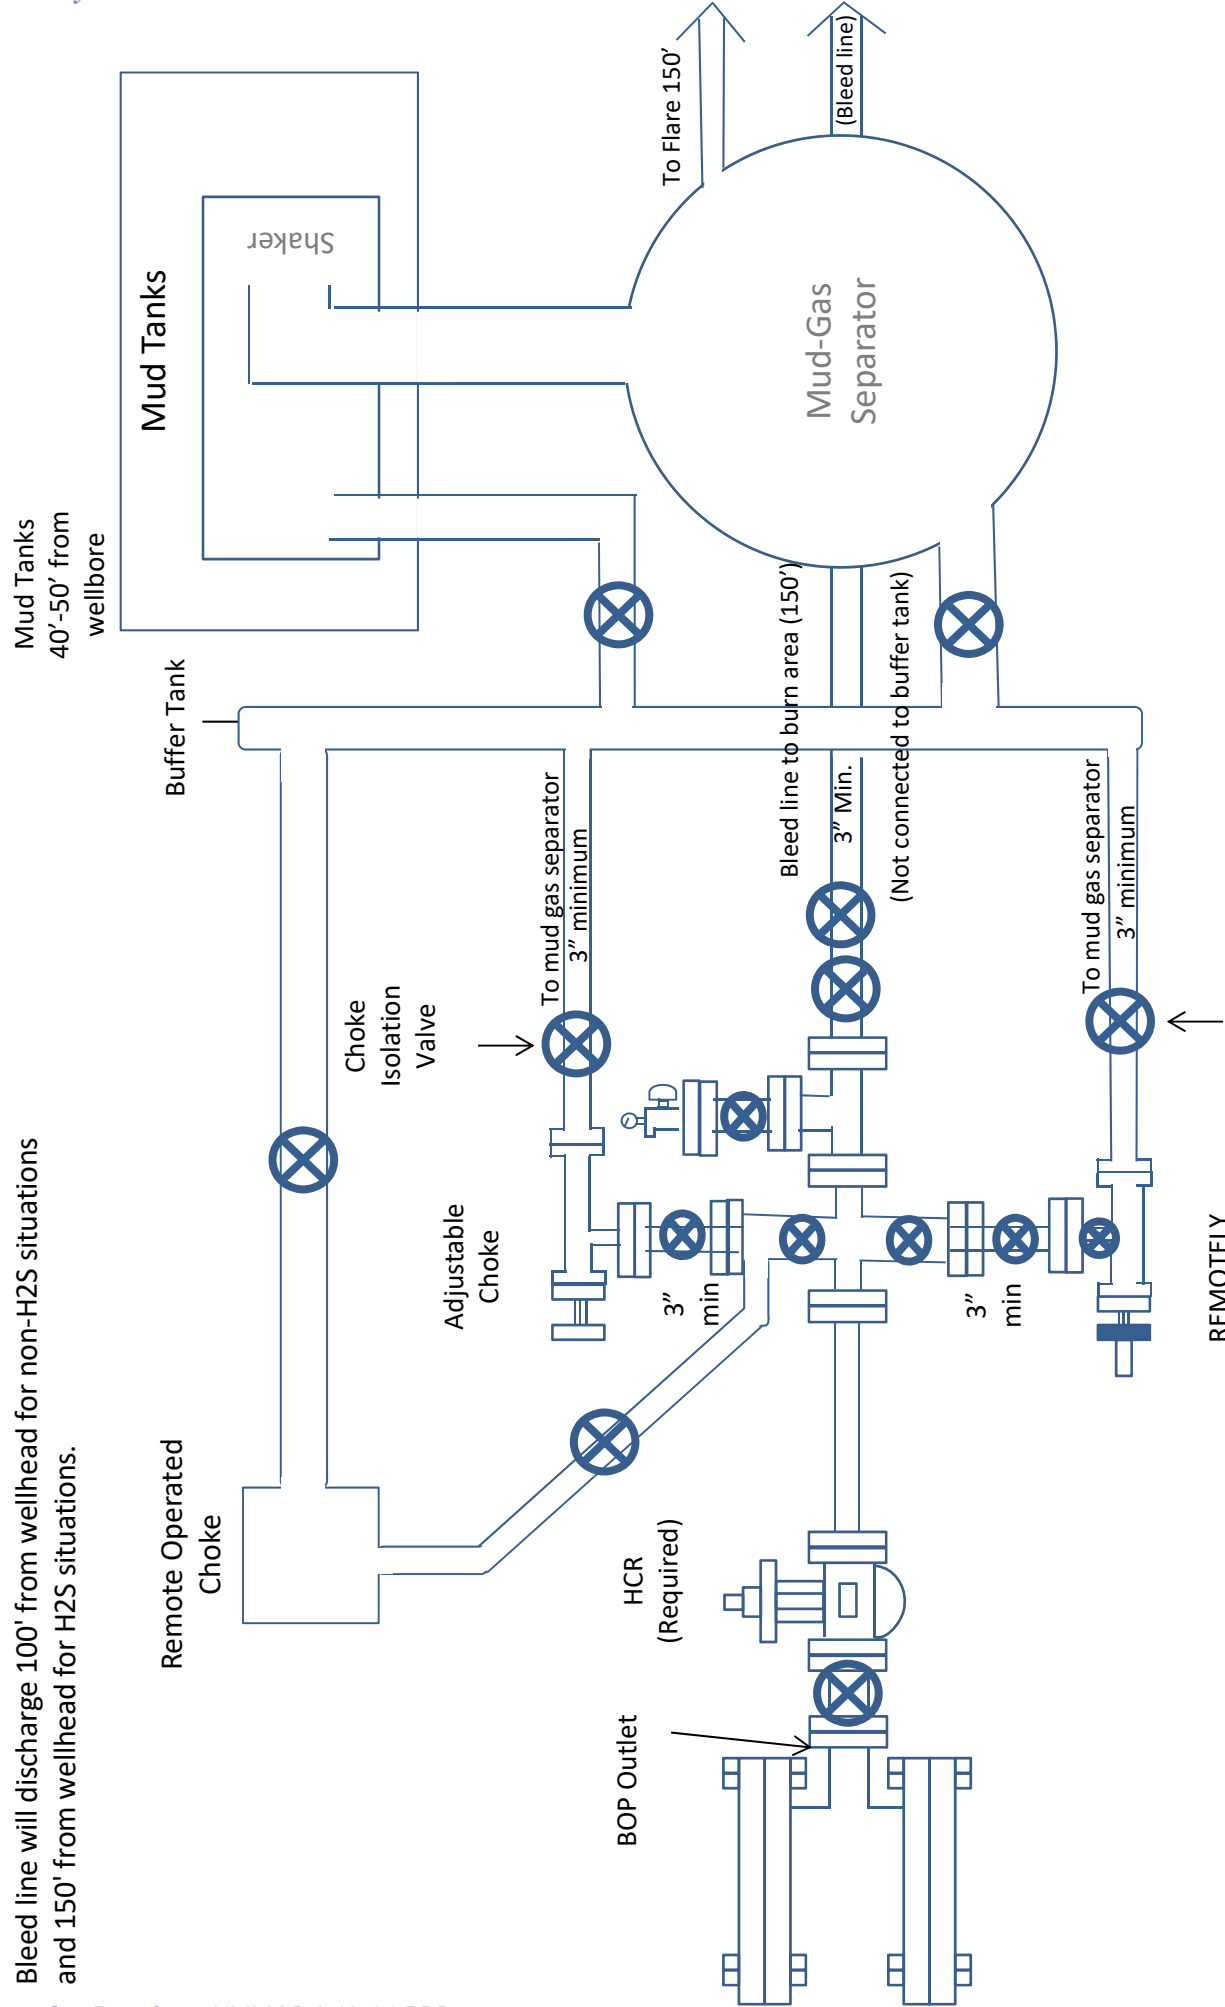 Bleed line will discharge 100' from wellhead for non-H2S situations
and 150' from wellhead for H2S situations.
Mud Tanks
40’-50’ from
wellbore
Mud Tanks
Shaker
Remote Operated
Choke
Buffer Tank
Choke
Isolation
Valve
Adjustable
Choke
To mud gas separator
3” minimum
To Flare 150’
(Bleed line)
BOP Outlet
HCR
(Required)
3”
min
Bleed line to burn area (150’)
3” Min.
(Not connected to buffer tank)
Mud-Gas
Separator
3”
min
To mud gas separator
3” minimum
REMOTELY